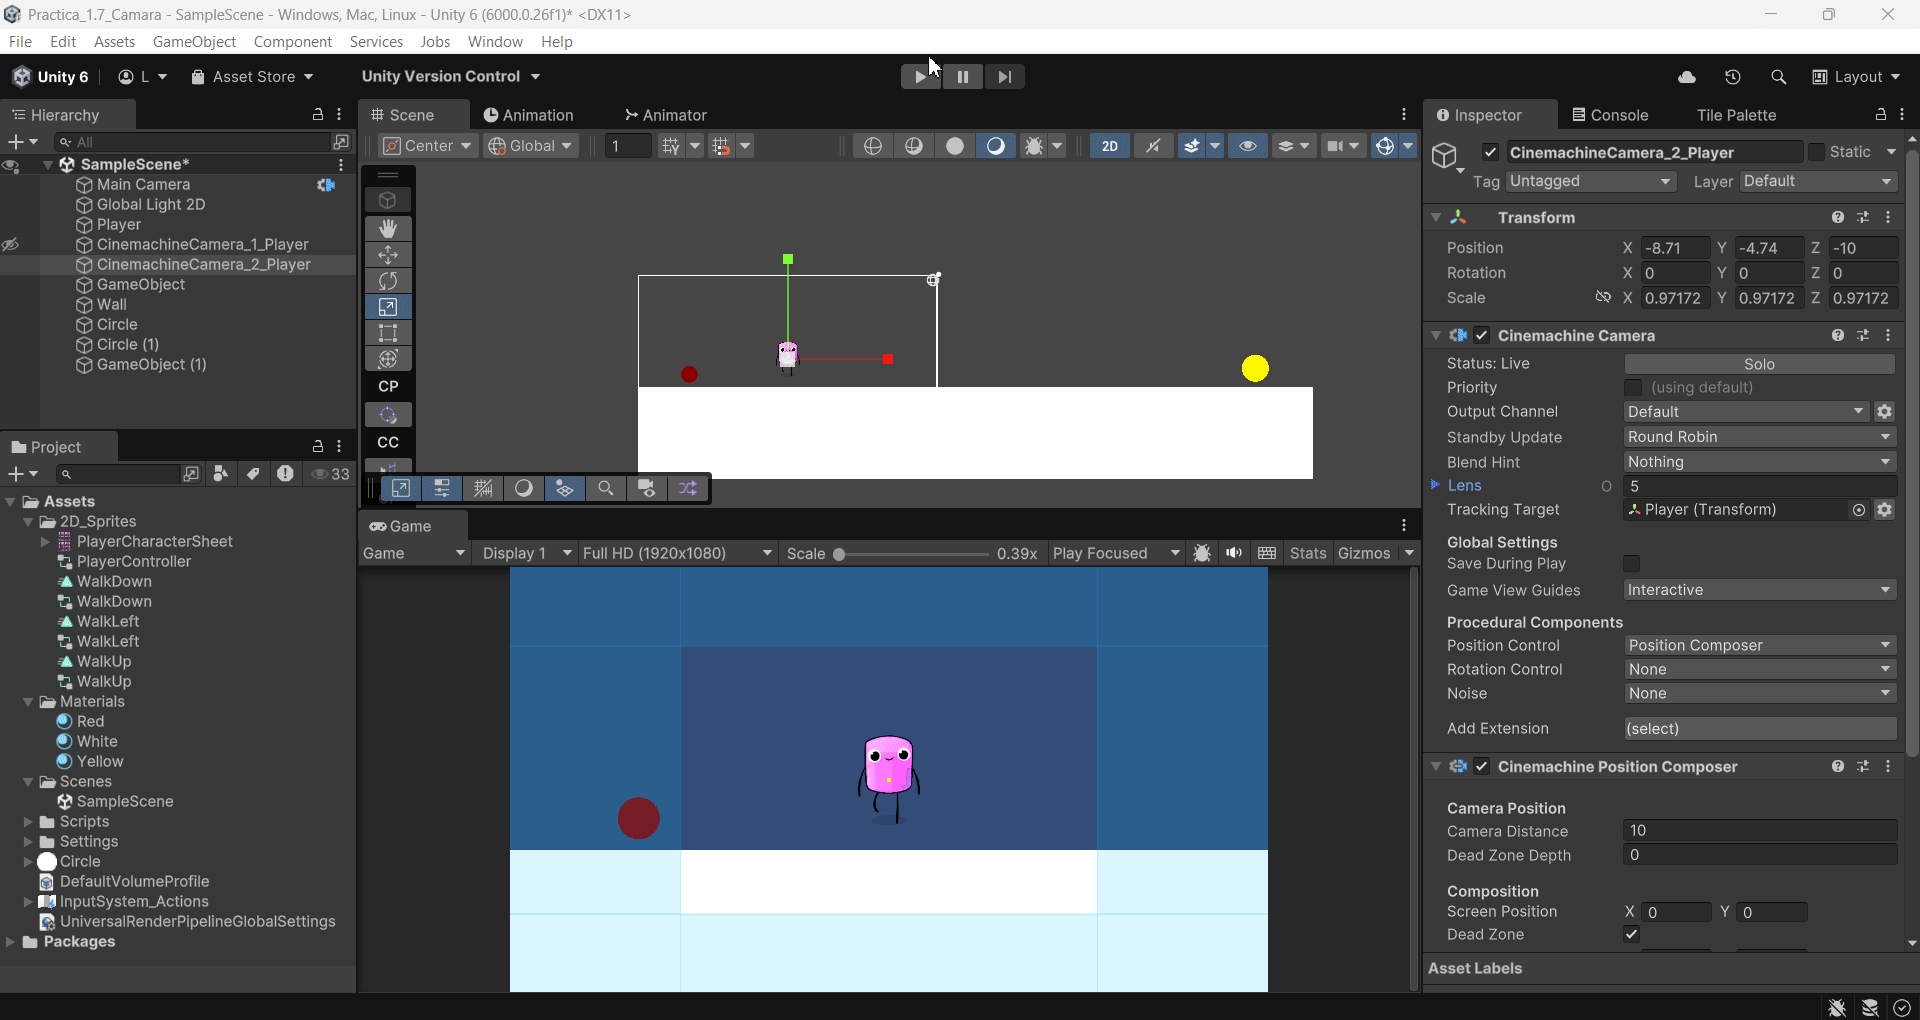 Practica_1.7_Camara - SampleScene - Windows, Mac, Linux - Unity 6 (6000.0.26f1)* <DX11>
File Edit Assets GameObject Component Services Jobs Window Help
Unity 6 L Asset Store Unity Version Control Layout
Hierarchy
All
SampleScene*
Main Camera
Global Light 2D
Player
CinemachineCamera_1_Player
CinemachineCamera_2_Player
GameObject
Wall
Circle
Circle (1)
GameObject (1)
Project
33
Assets
2D_Sprites
PlayerCharacterSheet
PlayerController
WalkDown
WalkDown
WalkLeft
WalkLeft
WalkUp
WalkUp
Materials
Red
White
Yellow
Scenes
SampleScene
Scripts
Settings
Circle
DefaultVolumeProfile
InputSystem_Actions
UniversalRenderPipelineGlobalSettings
Packages
Scene Animation Animator
Center Global 1 2D
CP
CC
Game
Game Display 1 Full HD (1920x1080) Scale 0.39x Play Focused Stats Gizmos
Inspector Console Tile Palette
CinemachineCamera_2_Player Static
Tag Untagged Layer Default
Transform
Position X -8.71 Y -4.74 Z -10
Rotation X 0 Y 0 Z 0
Scale X 0.97172 Y 0.97172 Z 0.97172
Cinemachine Camera
Status: Live Solo
Priority (using default)
Output Channel Default
Standby Update Round Robin
Blend Hint Nothing
Lens 5
Tracking Target Player (Transform)
Global Settings
Save During Play
Game View Guides Interactive
Procedural Components
Position Control Position Composer
Rotation Control None
Noise None
Add Extension (select)
Cinemachine Position Composer
Camera Position
Camera Distance 10
Dead Zone Depth 0
Composition
Screen Position X 0 Y 0
Dead Zone
Asset Labels